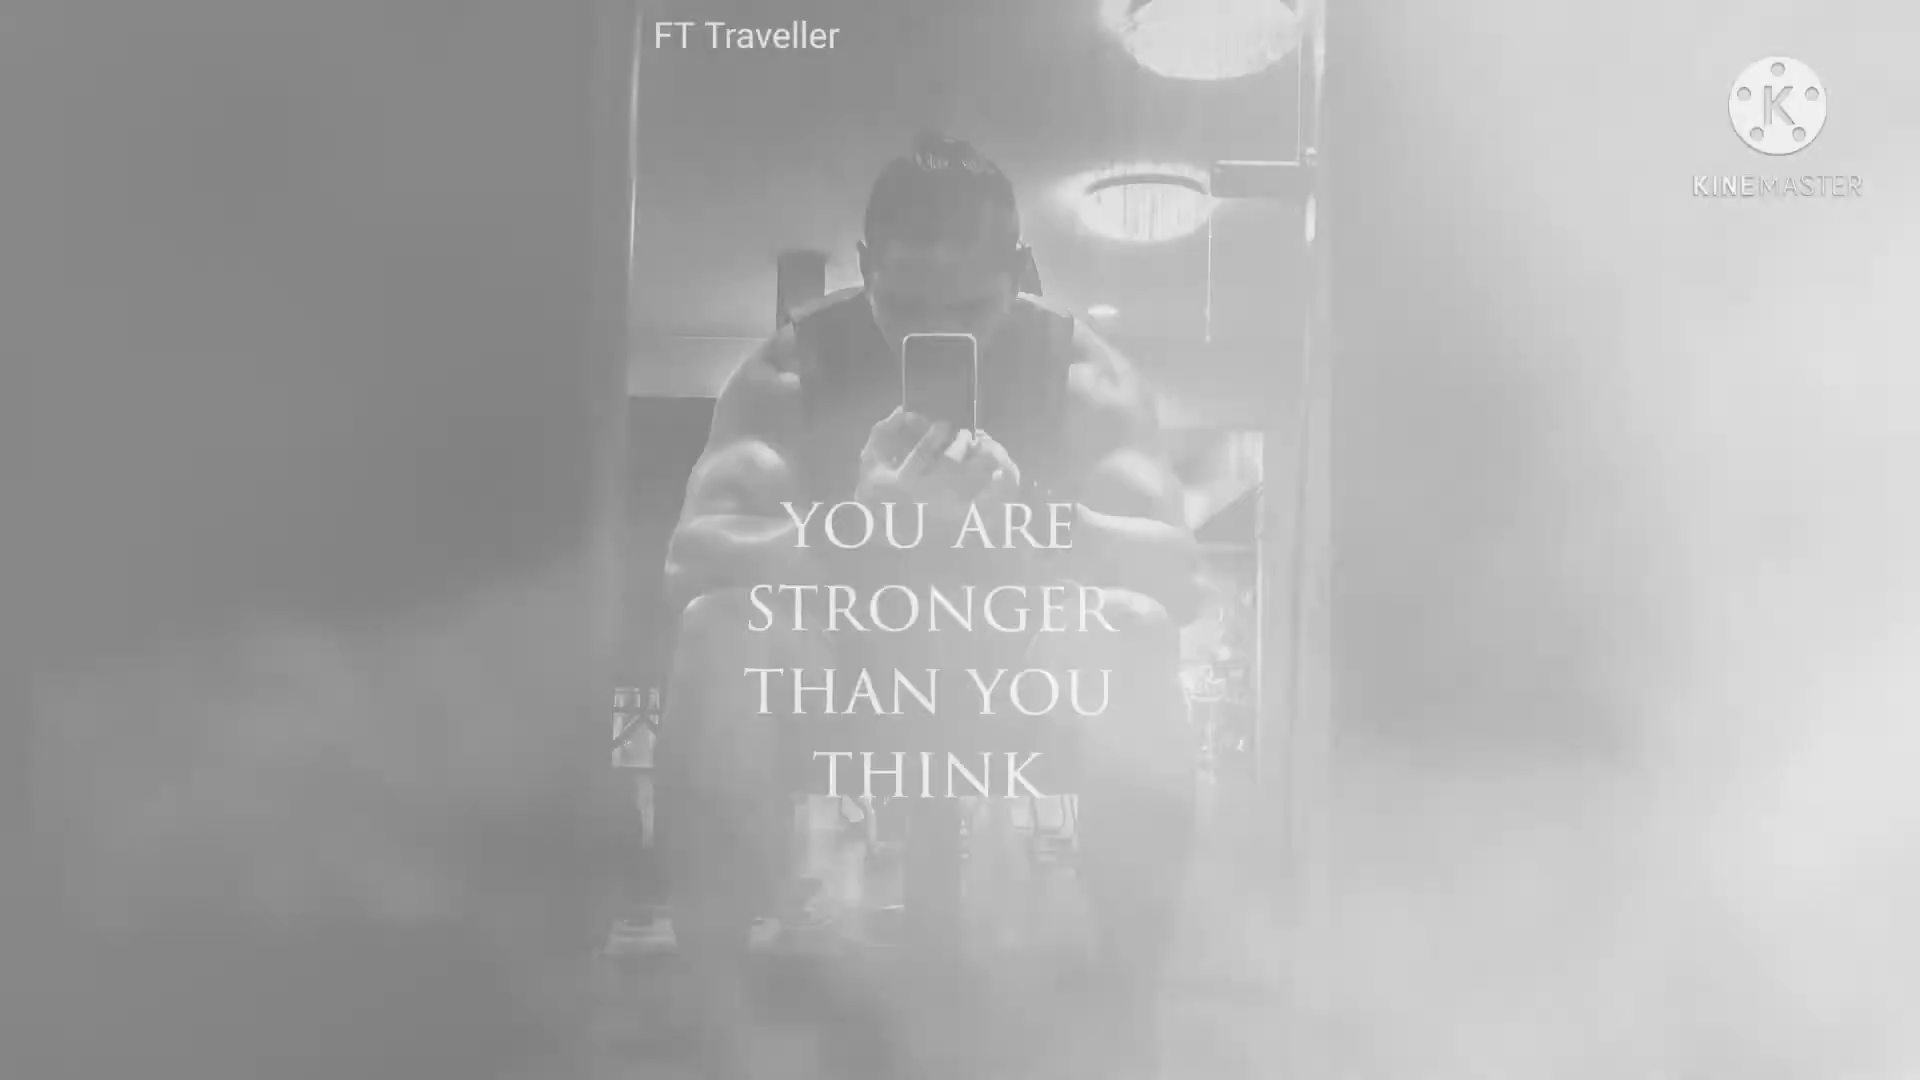 FT Traveller
K
KINEMASTER
YOU ARE
STRONGER
THAN YOU
THINK